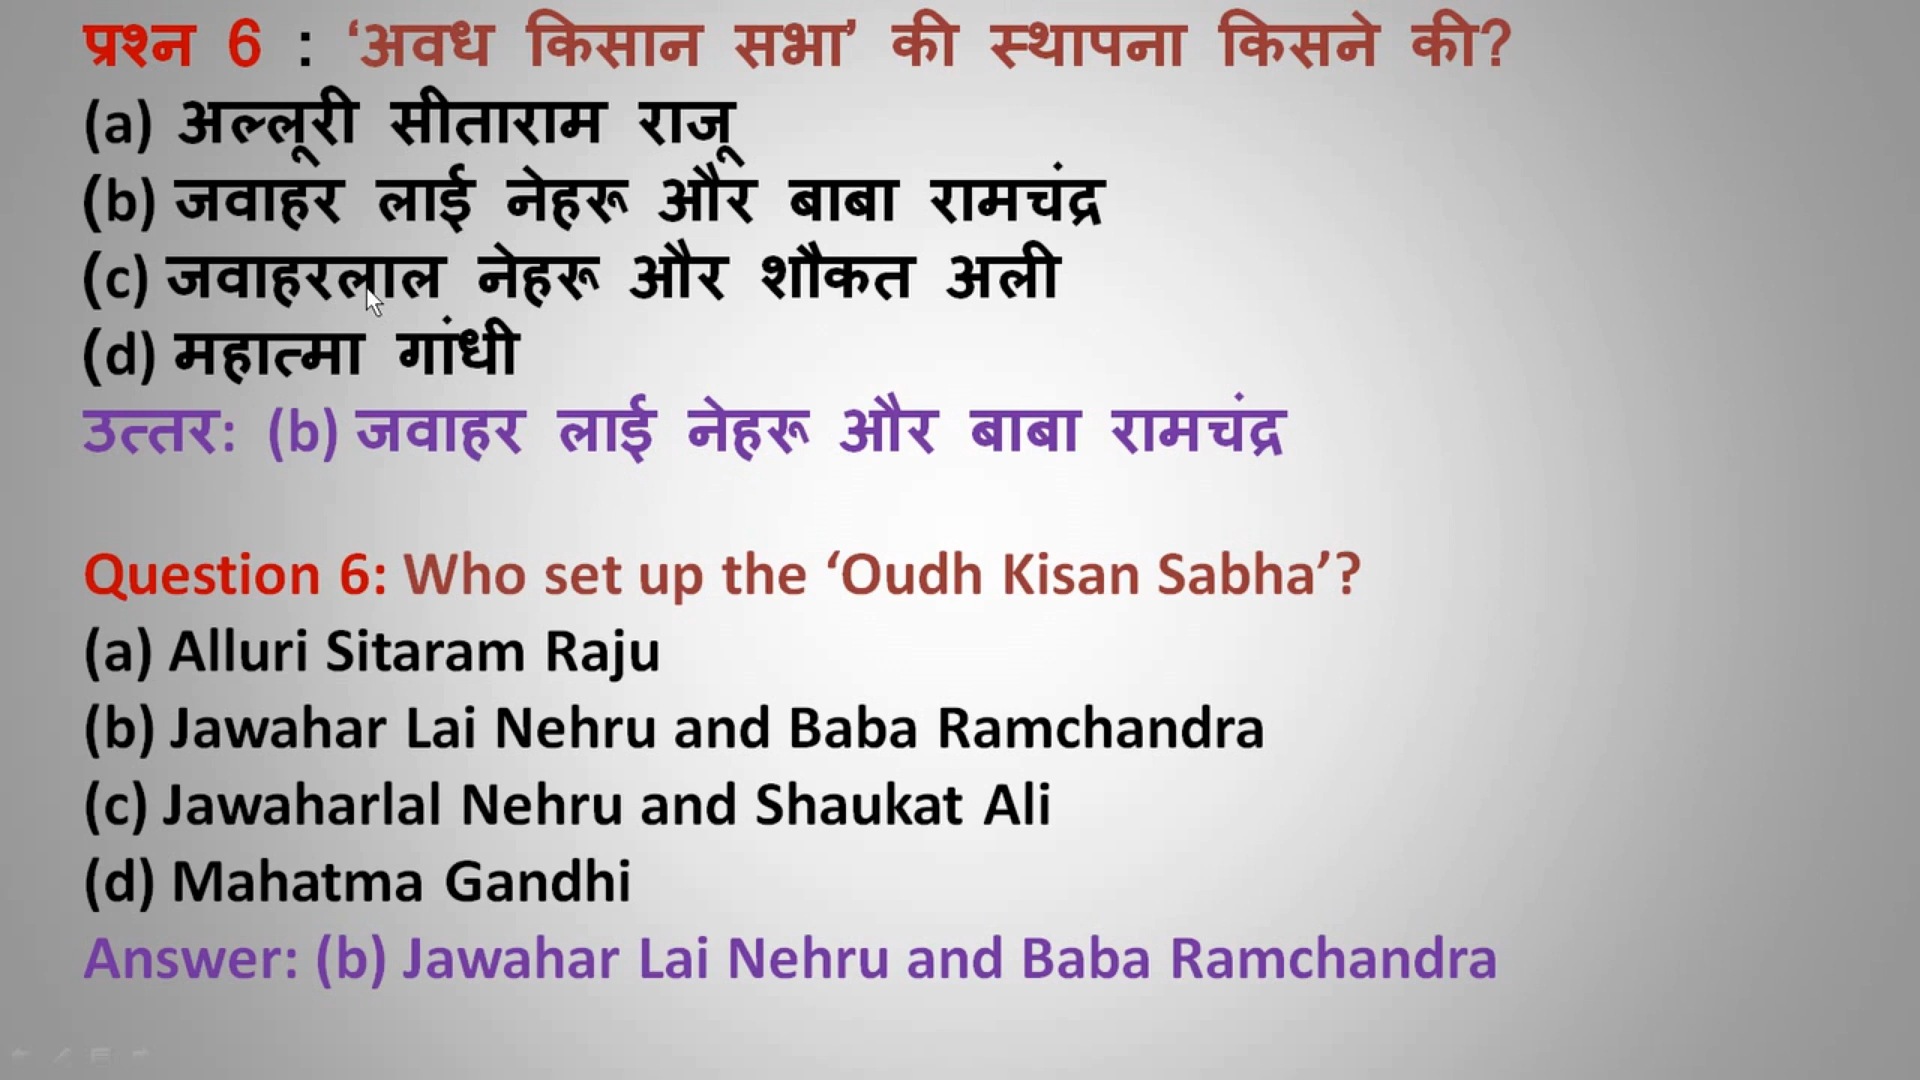 प्रश्न 6 : ‘अवध किसान सभा’ की स्थापना किसने की?
(a) अल्लूरी सीताराम राजू
(b) जवाहर लाई नेहरू और बाबा रामचंद्र
(c) जवाहरलाल नेहरू और शौकत अली
(d) महात्मा गांधी
उत्तर: (b) जवाहर लाई नेहरू और बाबा रामचंद्र
Question 6: Who set up the ‘Oudh Kisan Sabha’?
(a) Alluri Sitaram Raju
(b) Jawahar Lai Nehru and Baba Ramchandra
(c) Jawaharlal Nehru and Shaukat Ali
(d) Mahatma Gandhi
Answer: (b) Jawahar Lai Nehru and Baba Ramchandra